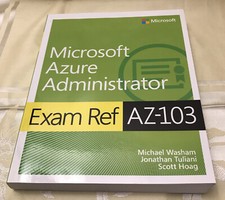 Microsoft
Microsoft
Azure
Administrator
Exam Ref AZ-103
Michael Washam
Jonathan Tuliani
Scott Hoag